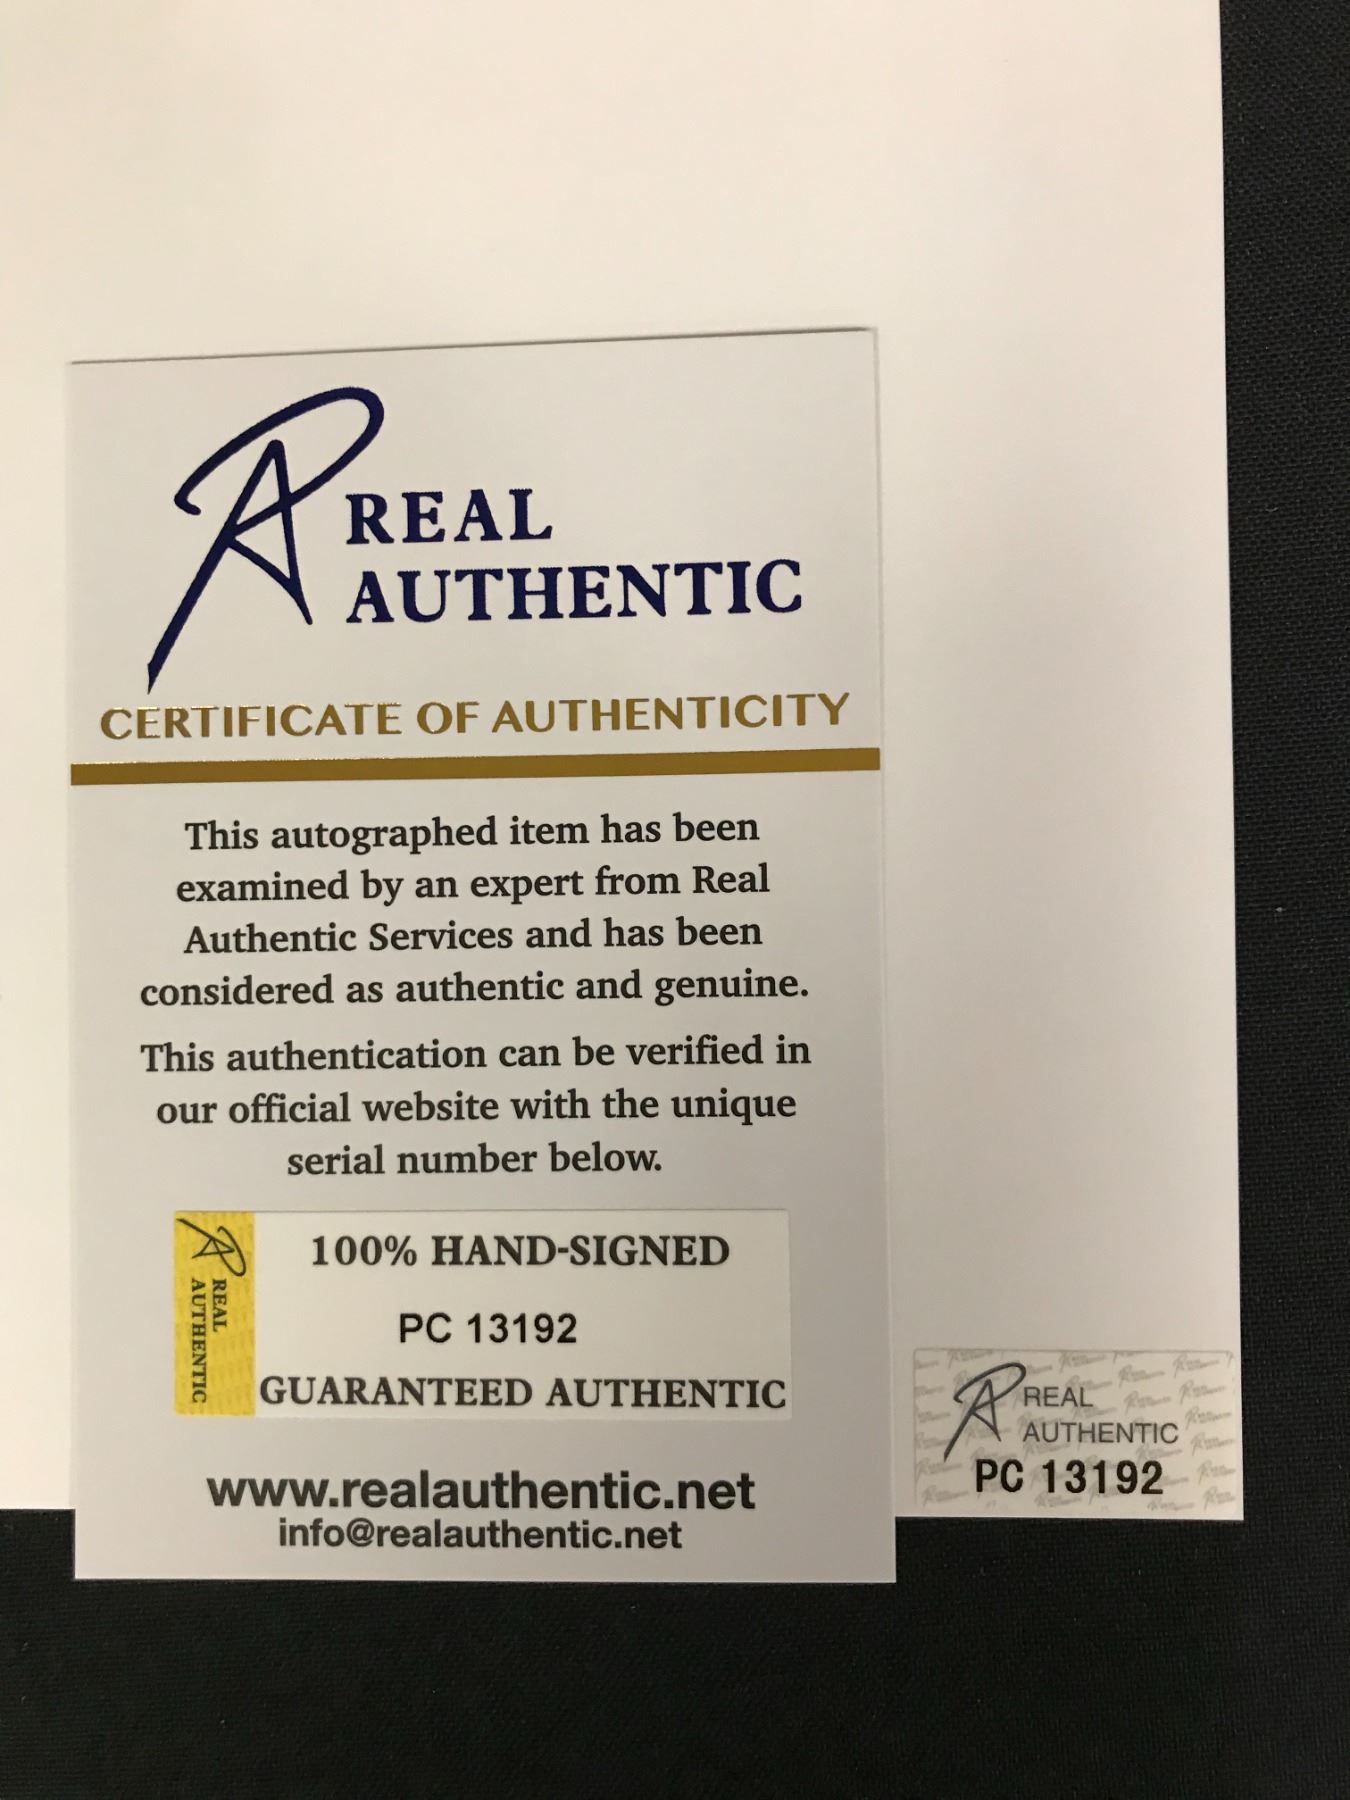 REAL
AUTHENTIC
CERTIFICATE OF AUTHENTICITY
This autographed item has been
examined by an expert from Real
Authentic Services and has been
considered as authentic and genuine.
This authentication can be verified in
our official website with the unique
serial number below.
REAL
AUTHENTIC
100% HAND-SIGNED
PC 13192
GUARANTEED AUTHENTIC
www.realauthentic.net
info@realauthentic.net
REAL
AUTHENTIC
PC 13192